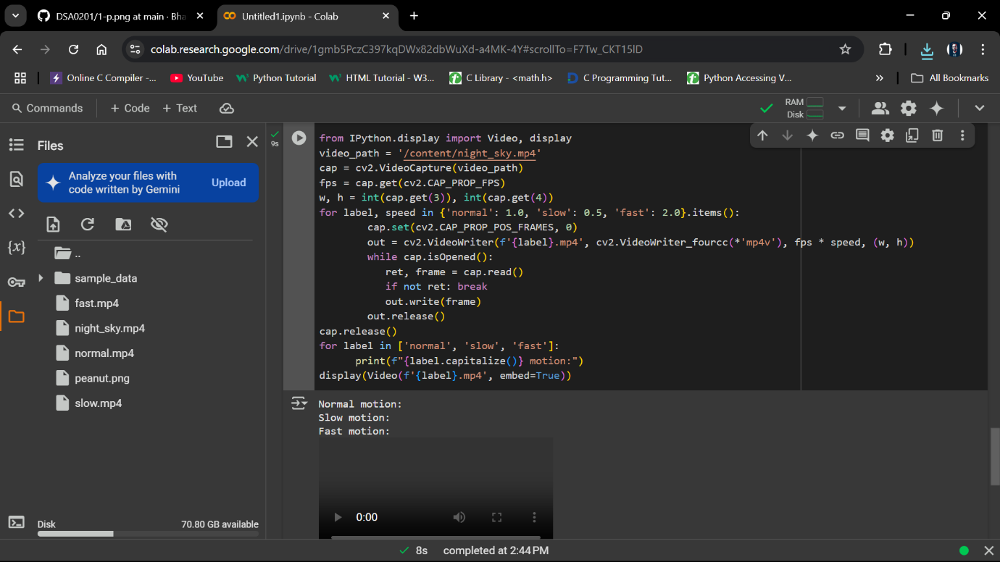 DSA0201/1-p.png at main · Bha
Untitled1.ipynb - Colab
colab.research.google.com/drive/1gmb5PczC397kqDWx82dbWuXd-a4MK-4Y#scrollTo=F7Tw_CKT15lD
Online C Compiler -...
YouTube
Python Tutorial
HTML Tutorial - W3...
C Library - <math.h>
C Programming Tut...
Python Accessing V...
»
All Bookmarks
Commands
+ Code
+ Text
RAM
Disk
Files
Analyze your files with
code written by Gemini
Upload
..
sample_data
fast.mp4
night_sky.mp4
normal.mp4
peanut.png
slow.mp4
Disk
70.80 GB available
9s
from IPython.display import Video, display
video_path = '/content/night_sky.mp4'
cap = cv2.VideoCapture(video_path)
fps = cap.get(cv2.CAP_PROP_FPS)
w, h = int(cap.get(3)), int(cap.get(4))
for label, speed in {'normal': 1.0, 'slow': 0.5, 'fast': 2.0}.items():
cap.set(cv2.CAP_PROP_POS_FRAMES, 0)
out = cv2.VideoWriter(f'{label}.mp4', cv2.VideoWriter_fourcc(*'mp4v'), fps * speed, (w, h))
while cap.isOpened():
ret, frame = cap.read()
if not ret: break
out.write(frame)
out.release()
cap.release()
for label in ['normal', 'slow', 'fast']:
print(f"{label.capitalize()} motion:")
display(Video(f'{label}.mp4', embed=True))
Normal motion:
Slow motion:
Fast motion:
0:00
8s completed at 2:44 PM